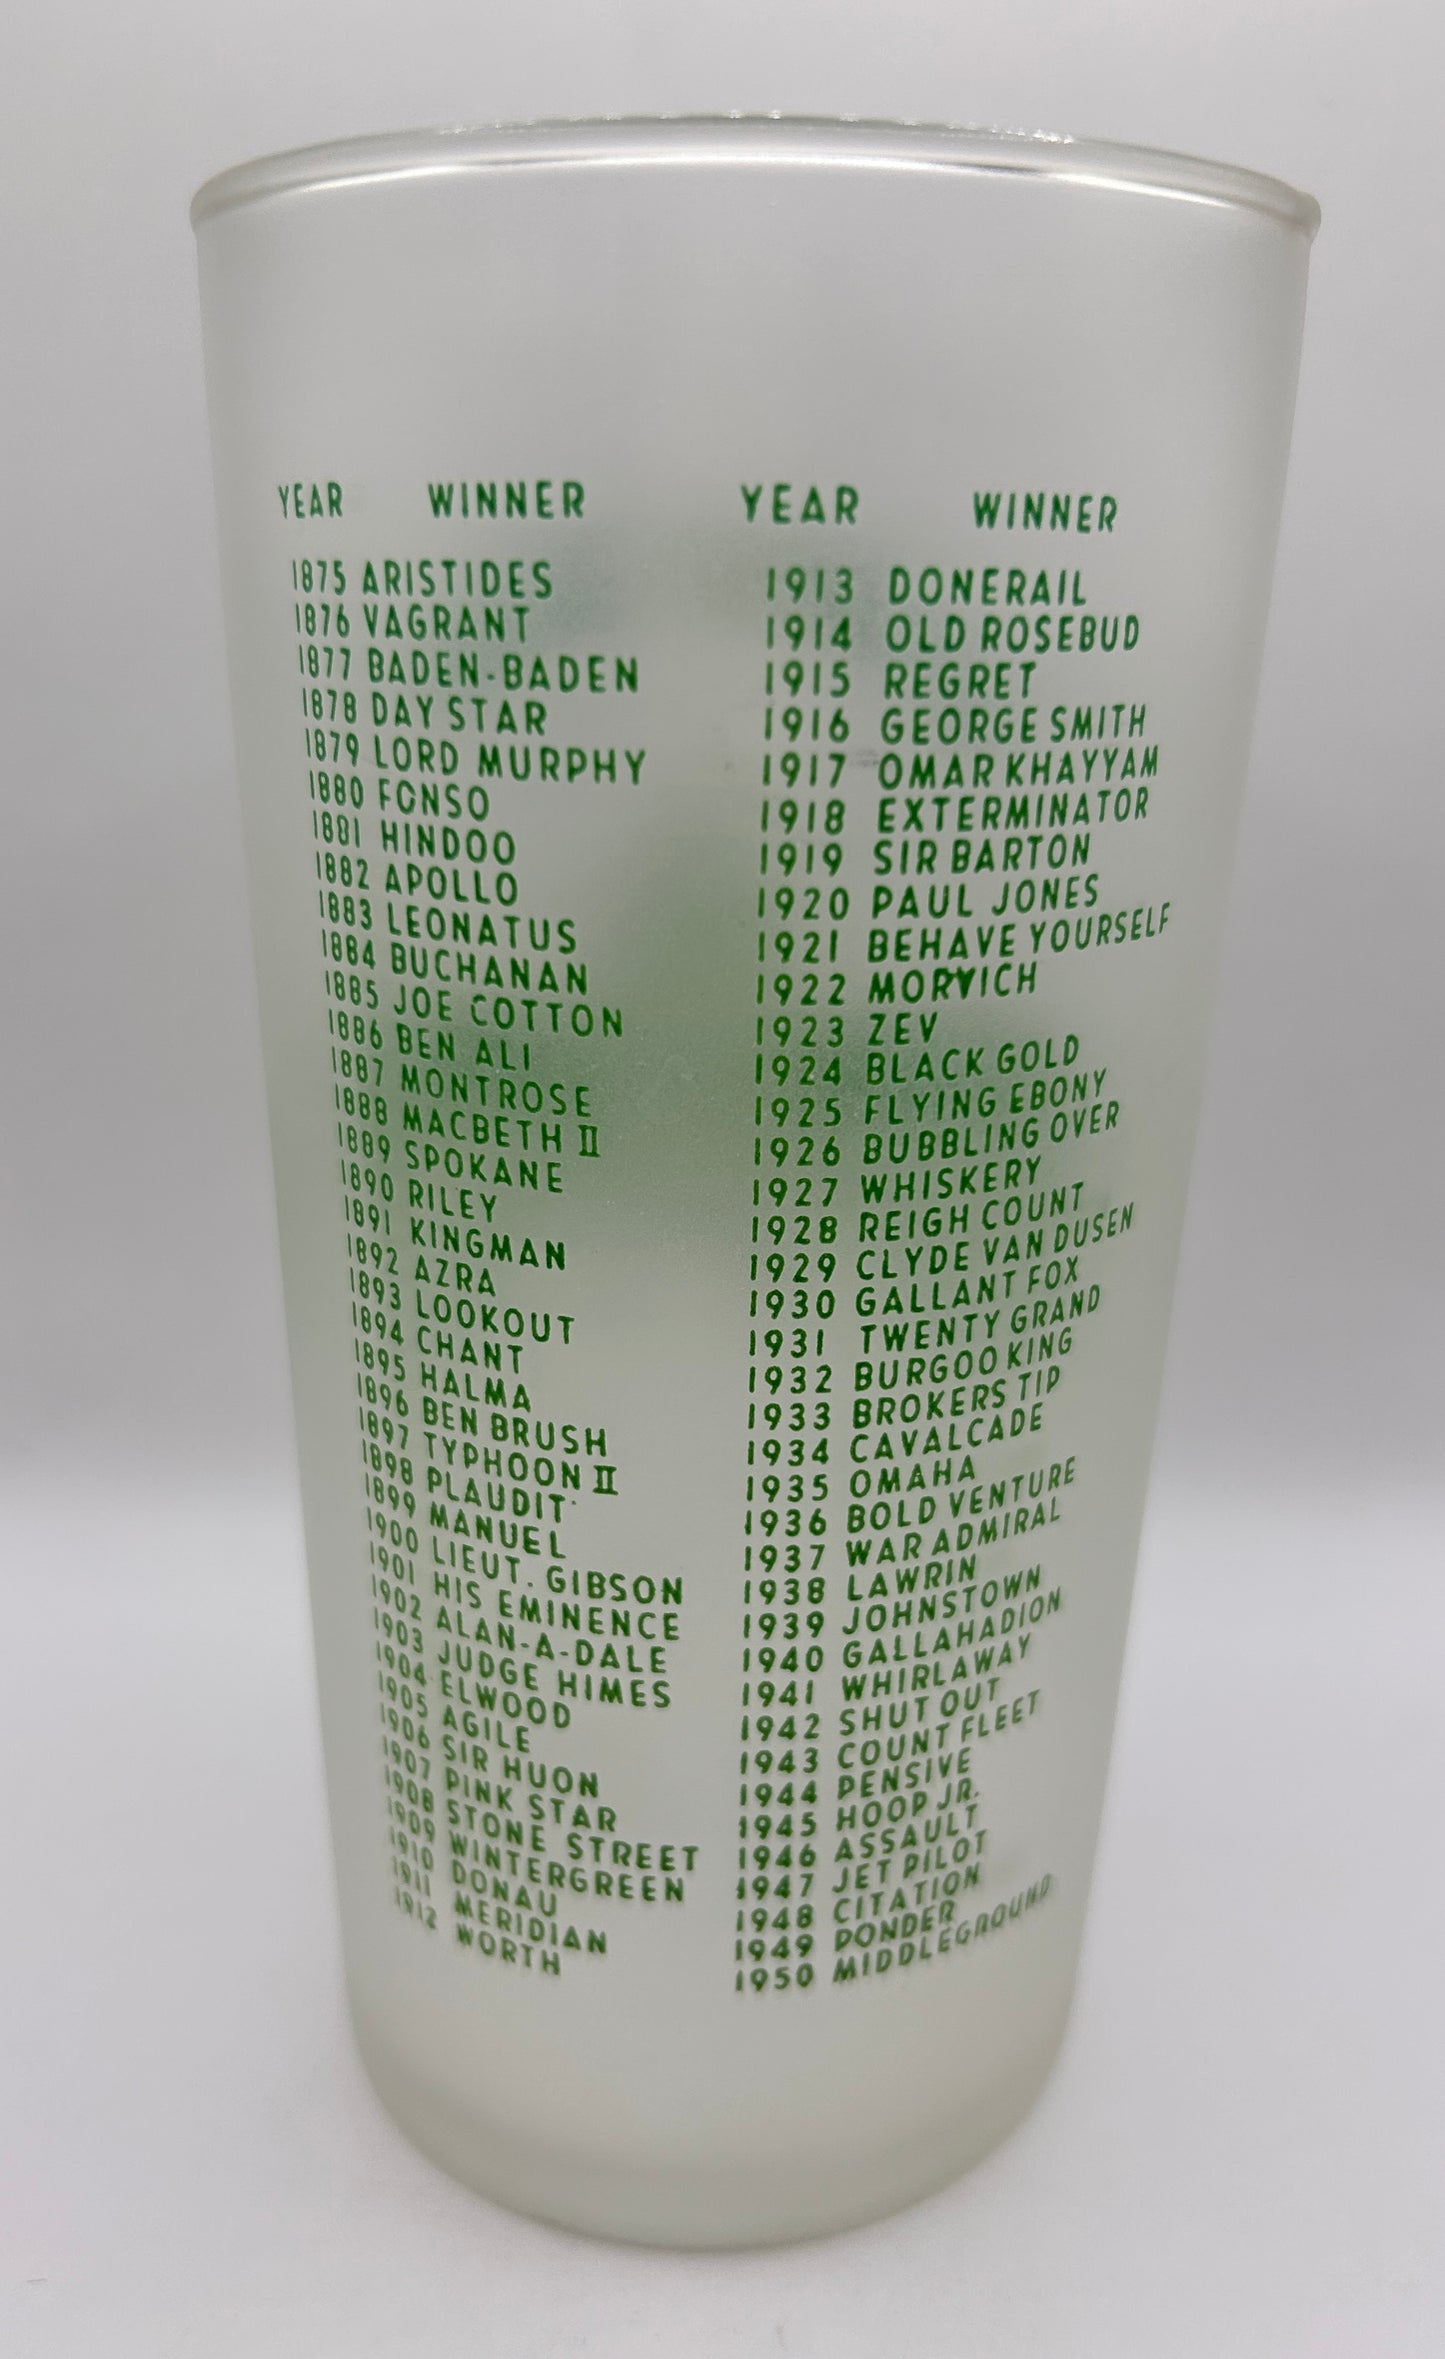 YEAR WINNER
1875 ARISTIDES
1876 VAGRANT
1877 BADEN-BADEN
1878 DAY STAR
1879 LORD MURPHY
1880 FONSO
1881 HINDOO
1882 APOLLO
1883 LEONATUS
1884 BUCHANAN
1885 JOE COTTON
1886 BEN ALI
1887 MONTROSE
1888 MACBETH II
1889 SPOKANE
1890 RILEY
1891 KINGMAN
1892 AZRA
1893 LOOKOUT
1894 CHANT
1895 HALMA
1896 BEN BRUSH
1897 TYPHOON II
1898 PLAUDIT
1899 MANUEL
1900 LIEUT. GIBSON
1901 HIS EMINENCE
1902 ALAN-A-DALE
1903 JUDGE HIMES
1904 ELWOOD
1905 AGILE
1906 SIR HUON
1907 PINK STAR
1908 STONE STREET
1909 WINTERGREEN
1910 DONAU
1911 MERIDIAN
1912 WORTH
YEAR WINNER
1913 DONERAIL
1914 OLD ROSEBUD
1915 REGRET
1916 GEORGE SMITH
1917 OMAR KHAYYAM
1918 EXTERMINATOR
1919 SIR BARTON
1920 PAUL JONES
1921 BEHAVE YOURSELF
1922 MORVICH
1923 ZEV
1924 BLACK GOLD
1925 FLYING EBONY
1926 BUBBLING OVER
1927 WHISKERY
1928 REIGH COUNT
1929 CLYDE VAN DUSEN
1930 GALLANT FOX
1931 TWENTY GRAND
1932 BURGOO KING
1933 BROKERS TIP
1934 CAVALCADE
1935 OMAHA
1936 BOLD VENTURE
1937 WAR ADMIRAL
1938 LAWRIN
1939 JOHNSTOWN
1940 GALLAHADION
1941 WHIRLAWAY
1942 SHUT OUT
1943 COUNT FLEET
1944 PENSIVE
1945 HOOP JR.
1946 ASSAULT
1947 JET PILOT
1948 CITATION
1949 PONDER
1950 MIDDLEGROUND